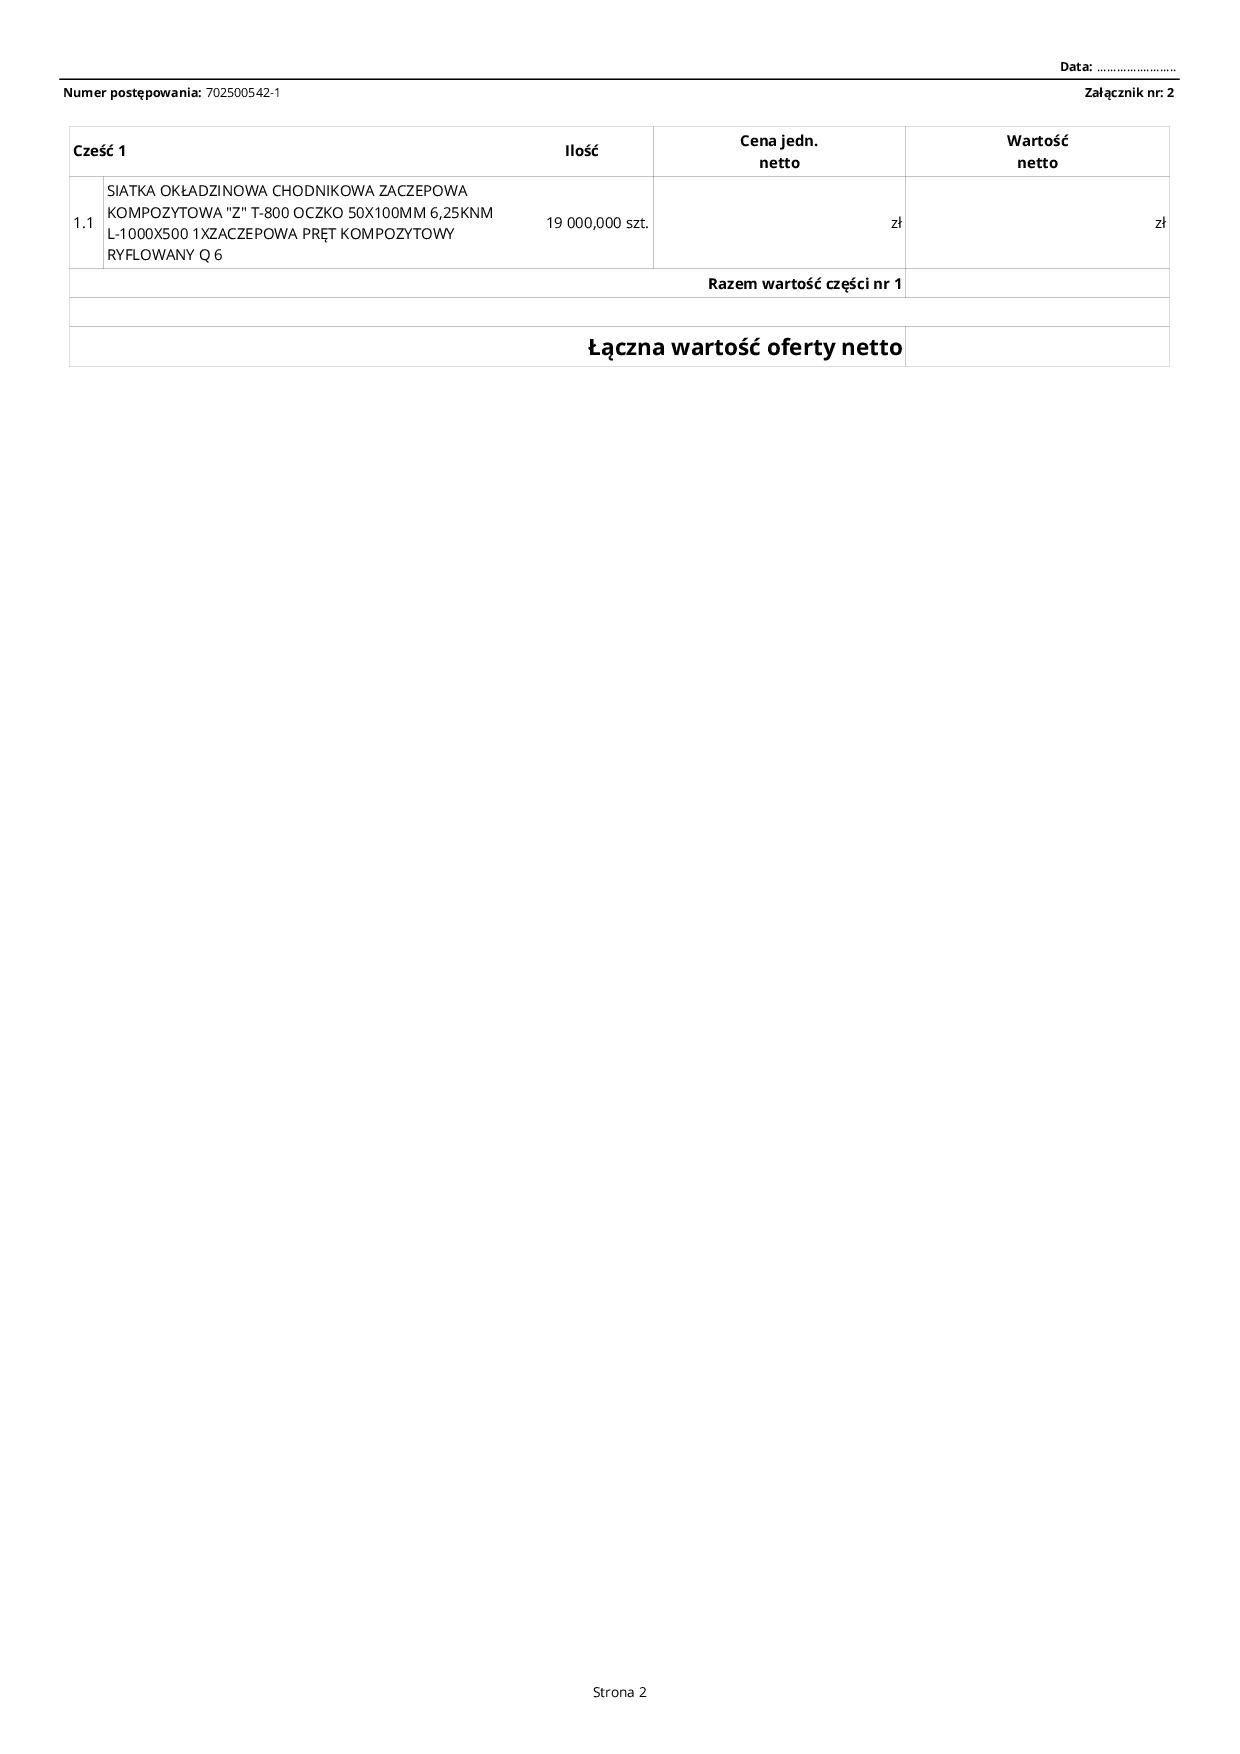 Data: ........................
Numer postępowania: 702500542-1
Załącznik nr: 2
Cześć 1
Ilość
Cena jedn.
netto
Wartość
netto
1.1
SIATKA OKŁADZINOWA CHODNIKOWA ZACZEPOWA
KOMPOZYTOWA "Z" T-800 OCZKO 50X100MM 6,25KNM
L-1000X500 1XZACZEPOWA PRĘT KOMPOZYTOWY
RYFLOWANY Q 6
19 000,000 szt.
zł
zł
Razem wartość części nr 1
Łączna wartość oferty netto
Strona 2